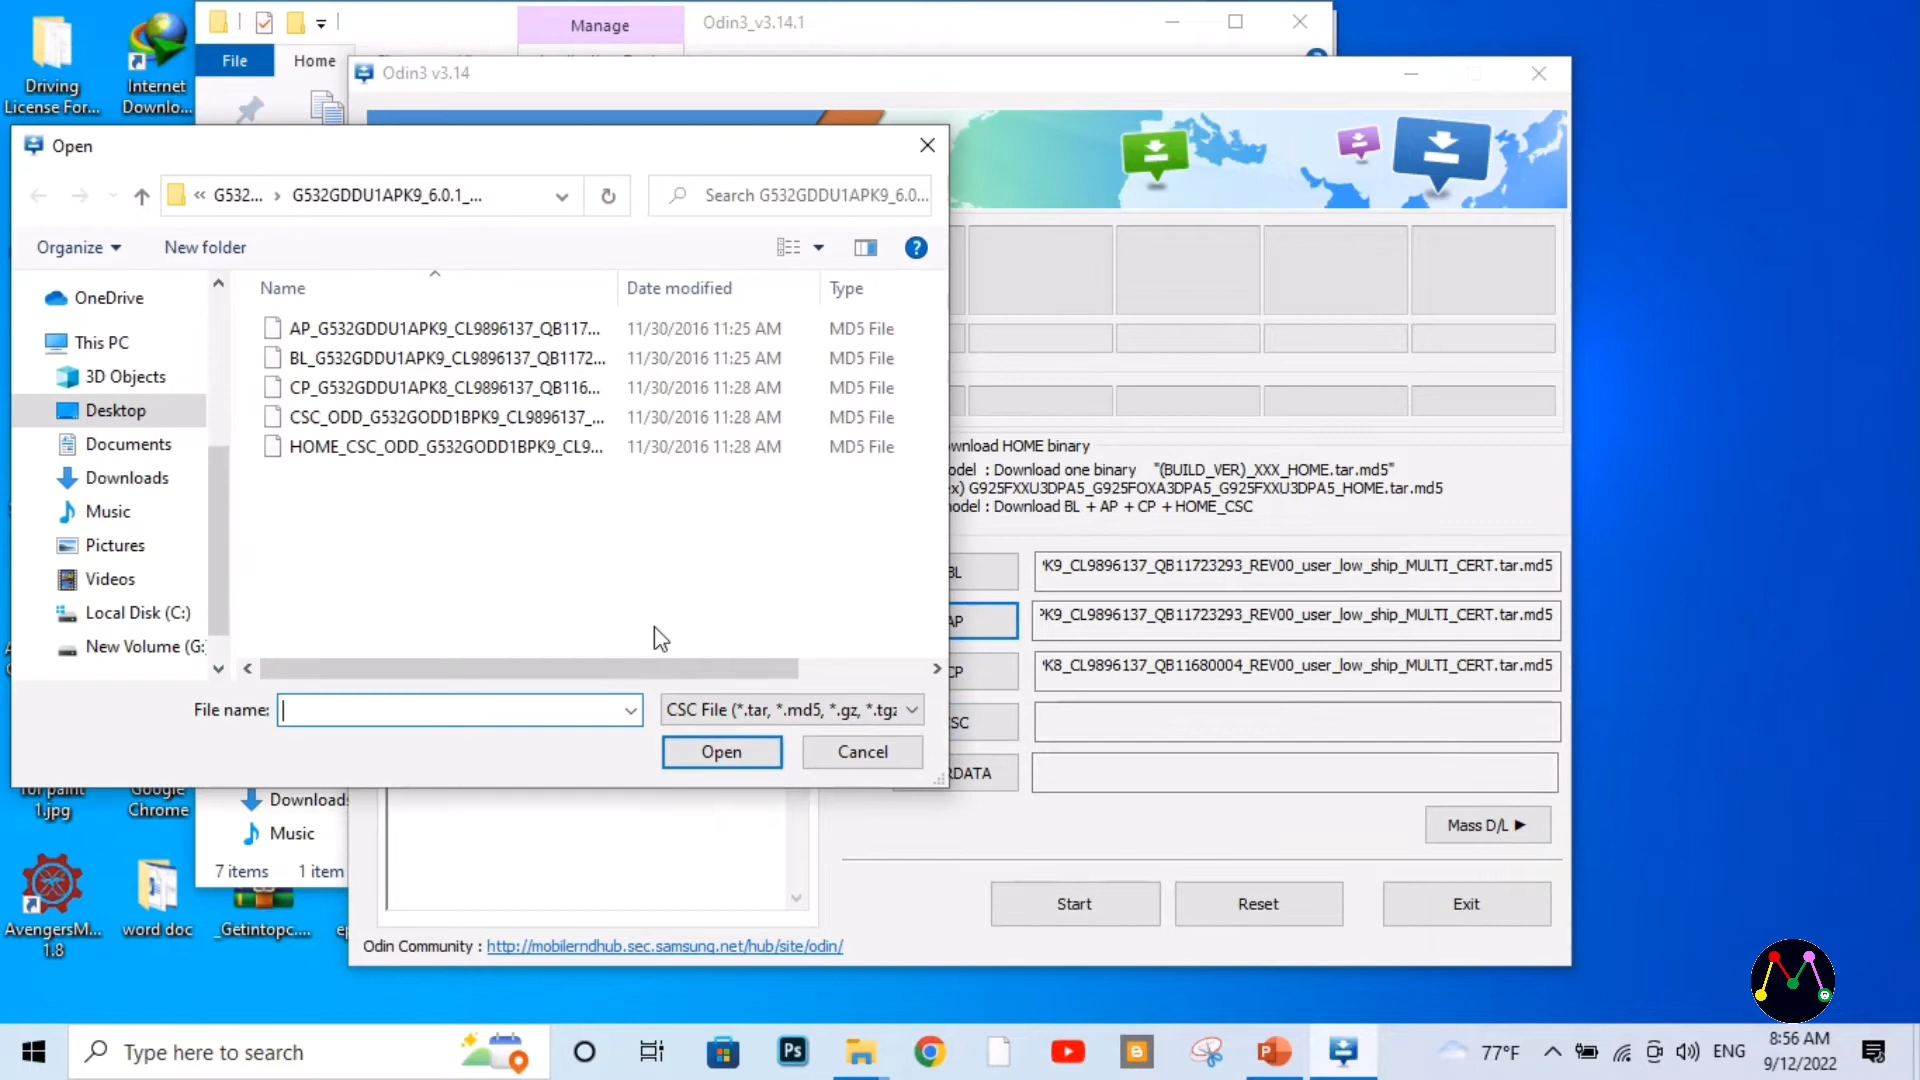 Driving
License For...
Internet
Downlo...
Manage
Odin3_v3.14.1
File
Home
Odin3 v3.14
Open
« G532... › G532GDDU1APK9_6.0.1_...
Search G532GDDU1APK9_6.0...
Organize
New folder
Name
Date modified
Type
OneDrive
This PC
3D Objects
Desktop
Documents
Downloads
Music
Pictures
Videos
Local Disk (C:)
New Volume (G:
AP_G532GDDU1APK9_CL9896137_QB117... 11/30/2016 11:25 AM MD5 File
BL_G532GDDU1APK9_CL9896137_QB1172... 11/30/2016 11:25 AM MD5 File
CP_G532GDDU1APK8_CL9896137_QB116... 11/30/2016 11:28 AM MD5 File
CSC_ODD_G532GODD1BPK9_CL9896137_... 11/30/2016 11:28 AM MD5 File
HOME_CSC_ODD_G532GODD1BPK9_CL9... 11/30/2016 11:28 AM MD5 File
File name:
CSC File (*.tar, *.md5, *.gz, *.tgz
Open
Cancel
wnload HOME binary
odel : Download one binary "(BUILD_VER)_XXX_HOME.tar.md5"
x) G925FXXU3DPA5_G925FOXA3DPA5_G925FXXU3DPA5_HOME.tar.md5
odel : Download BL + AP + CP + HOME_CSC
BL
K9_CL9896137_QB11723293_REV00_user_low_ship_MULTI_CERT.tar.md5
AP
K9_CL9896137_QB11723293_REV00_user_low_ship_MULTI_CERT.tar.md5
CP
K8_CL9896137_QB11680004_REV00_user_low_ship_MULTI_CERT.tar.md5
SC
RDATA
Mass D/L ▶
Start
Reset
Exit
1.jpg
Google
Chrome
Downloads
Music
7 items
1 item
AvengersM...
1.8
word doc
_Getintopc....
Odin Community : http://mobilerndhub.sec.samsung.net/hub/site/odin/
Type here to search
Ps
77°F
ENG
8:56 AM
9/12/2022